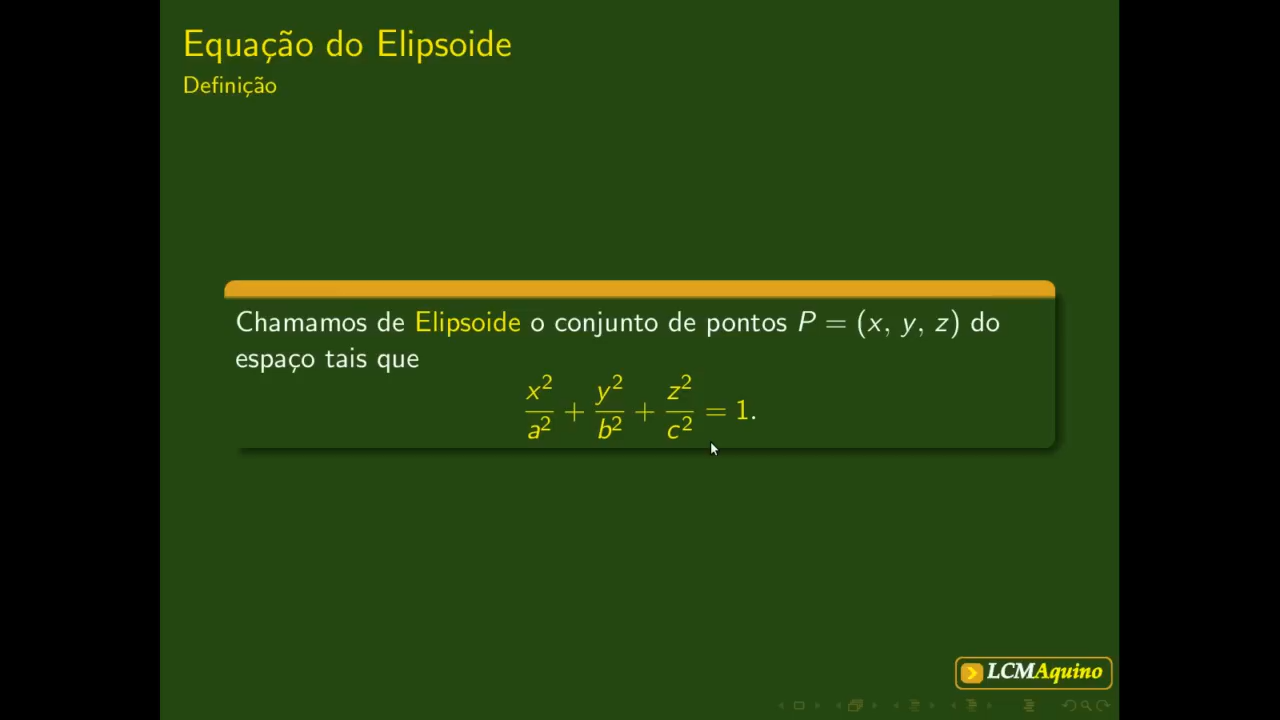 Equação do Elipsoide
Definição
Chamamos de Elipsoide o conjunto de pontos P = (x, y, z) do
espaço tais que
x²/a² + y²/b² + z²/c² = 1.
LCMAquino